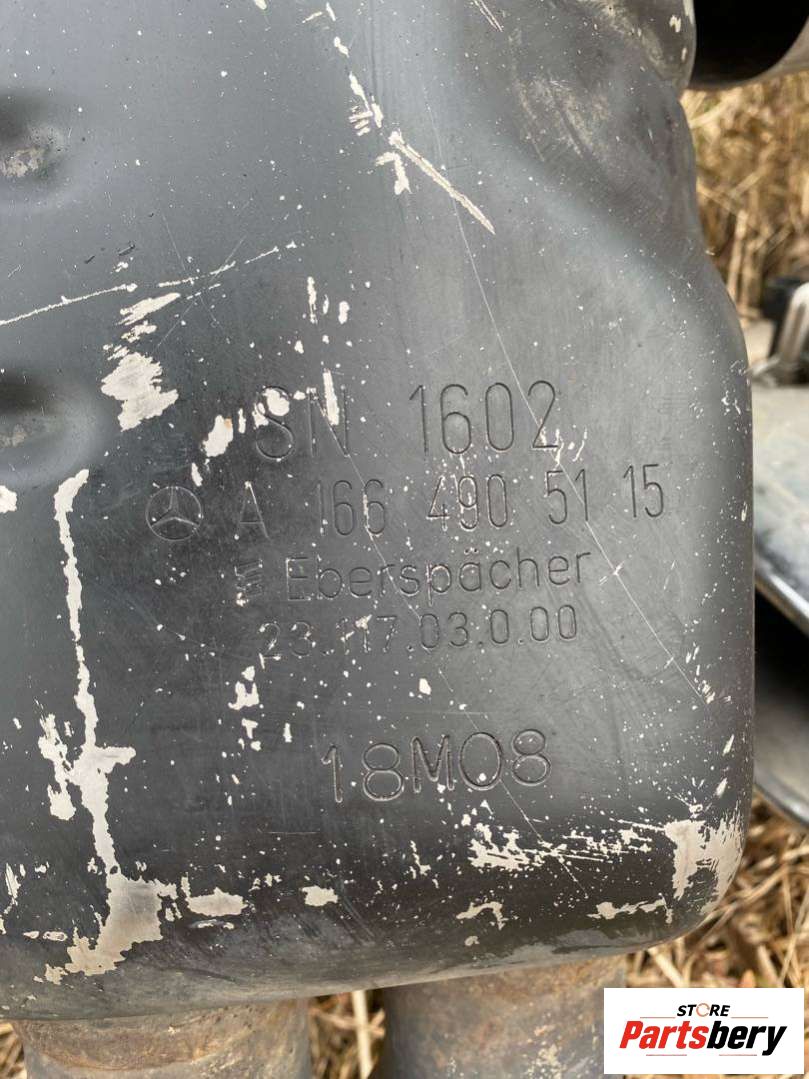 SN 1602
A 166 490 51 15
Eberspächer
23.117.03.0.00
18M08
STORE
Partsbery